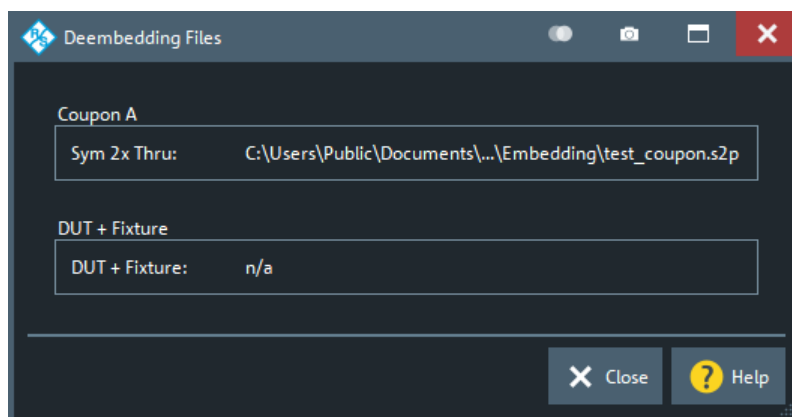 Deembedding Files
Coupon A
Sym 2x Thru: C:\Users\Public\Documents\...\Embedding\test_coupon.s2p
DUT + Fixture
DUT + Fixture: n/a
Close
? Help